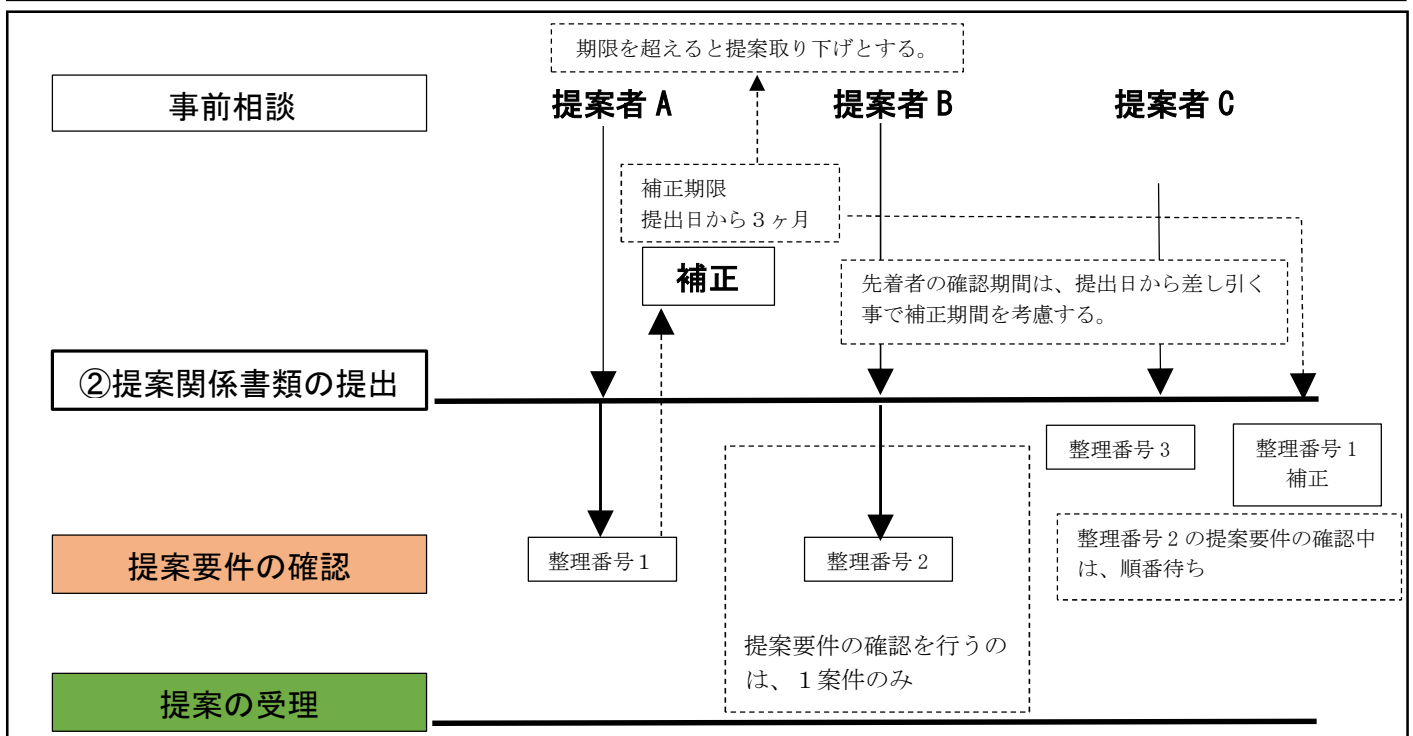 期限を超えると提案取り下げとする。
事前相談
提案者 A
提案者 B
提案者 C
補正期限
提出日から３ヶ月
補正
先着者の確認期間は、提出日から差し引く
事で補正期間を考慮する。
②提案関係書類の提出
整理番号３
整理番号１
補正
提案要件の確認
整理番号１
整理番号２
整理番号２の提案要件の確認中
は、順番待ち
提案要件の確認を行うの
は、１案件のみ
提案の受理